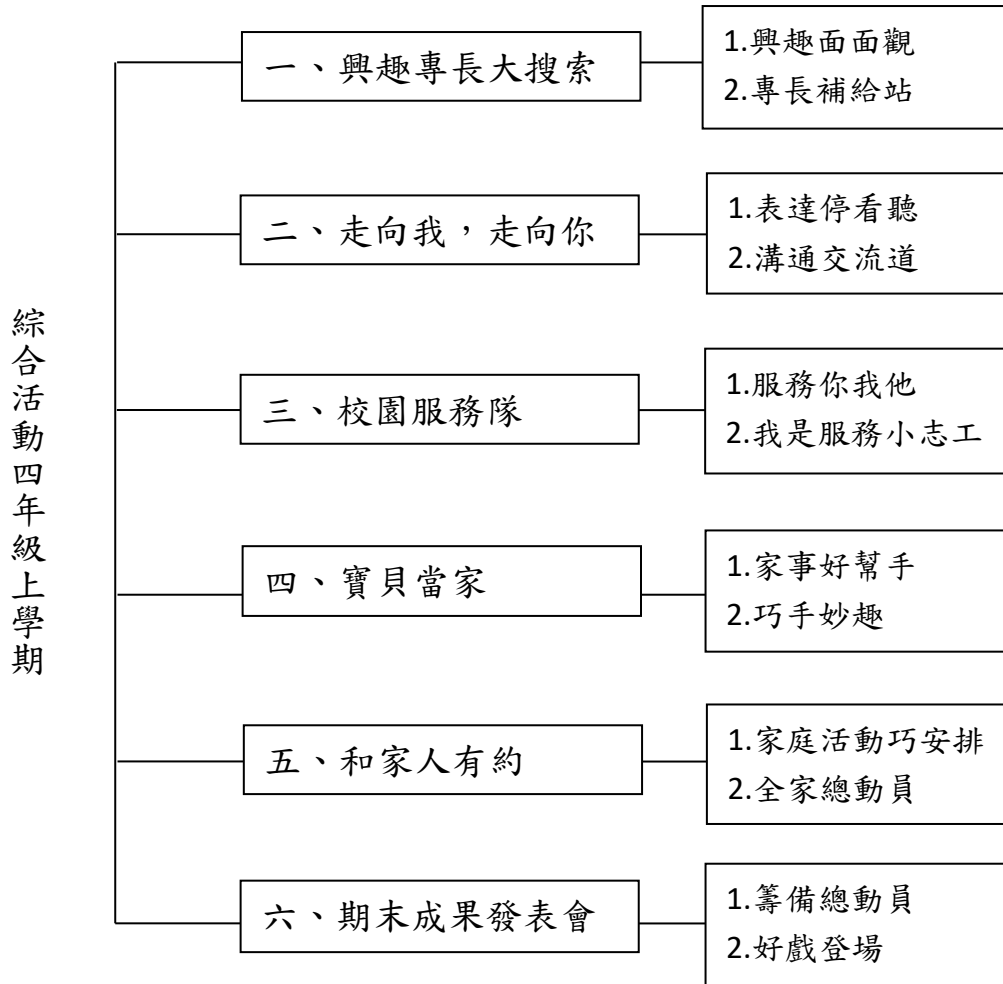 綜合活動四年級上學期
一、興趣專長大搜索
1.興趣面面觀
2.專長補給站
二、走向我，走向你
1.表達停看聽
2.溝通交流道
三、校園服務隊
1.服務你我他
2.我是服務小志工
四、寶貝當家
1.家事好幫手
2.巧手妙趣
五、和家人有約
1.家庭活動巧安排
2.全家總動員
六、期末成果發表會
1.籌備總動員
2.好戲登場